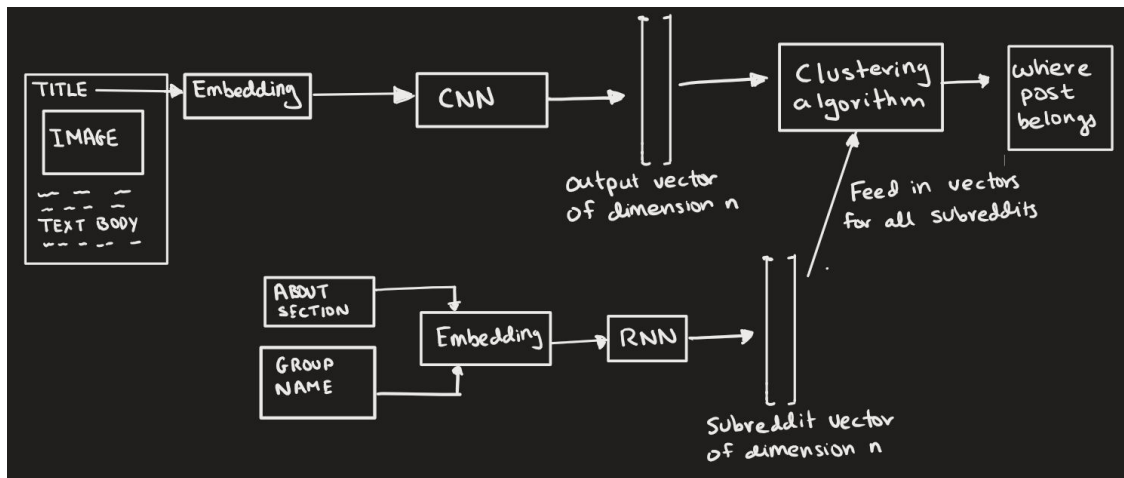 TITLE
IMAGE
TEXT BODY
Embedding
CNN
output vector
of dimension n
Clustering
algorithm
where
post
belongs
Feed in vectors
for all subreddits
ABOUT
SECTION
GROUP
NAME
Embedding
RNN
Subreddit vector
of dimension n